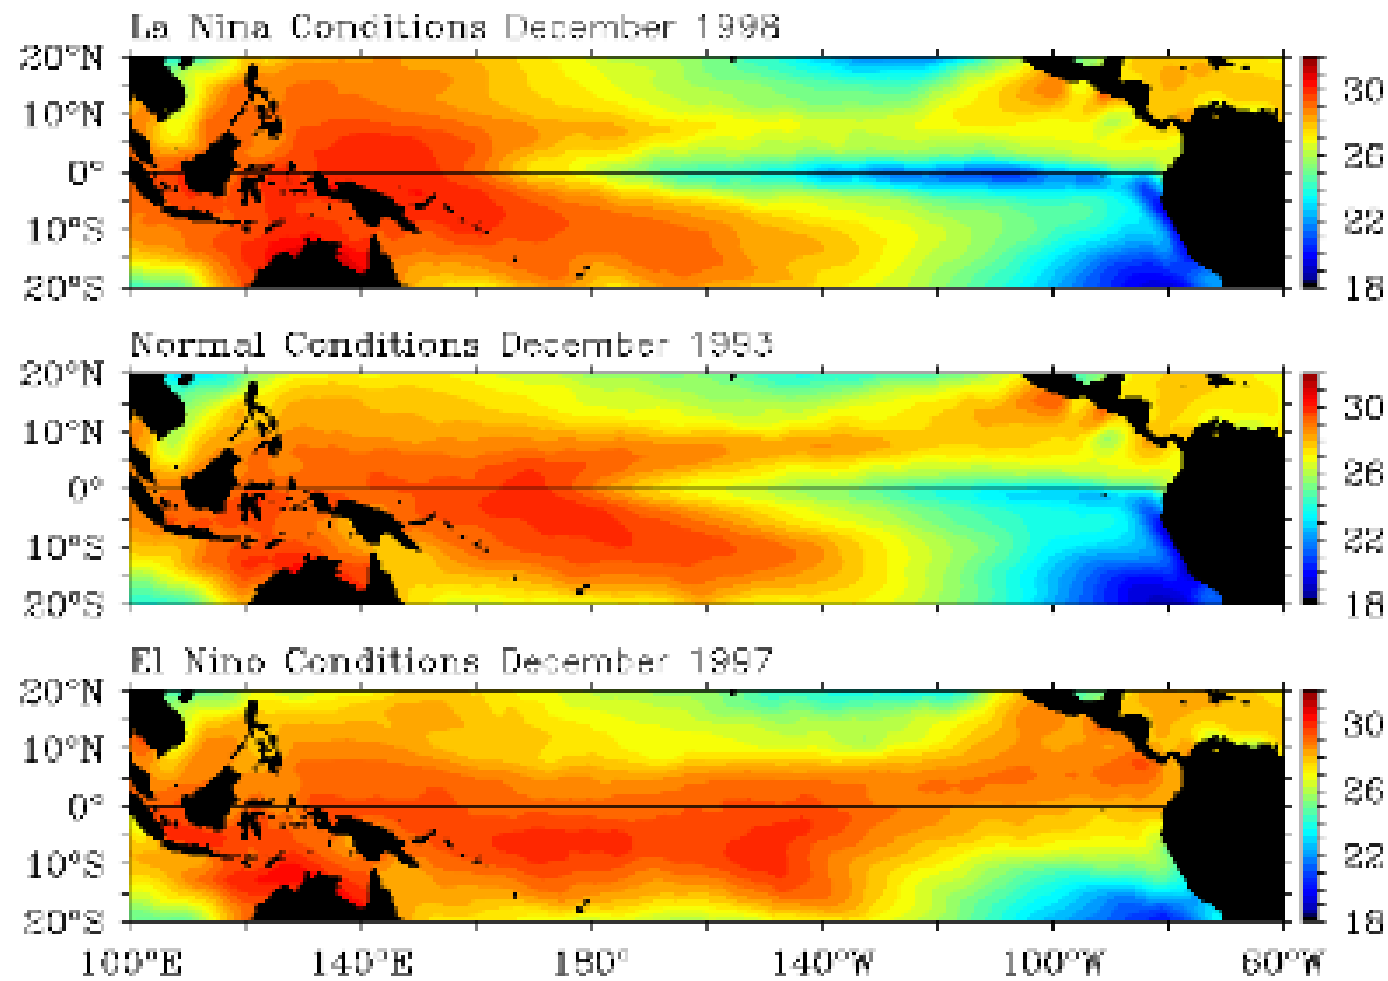 La Nina Conditions December 1998
20°N
10°N
0°
10°S
20°S
30
26
22
18
Normal Conditions December 1993
20°N
10°N
0°
10°S
20°S
30
26
22
18
El Nino Conditions December 1997
20°N
10°N
0°
10°S
20°S
30
26
22
18
100°E 140°E 180° 140°W 100°W 60°W